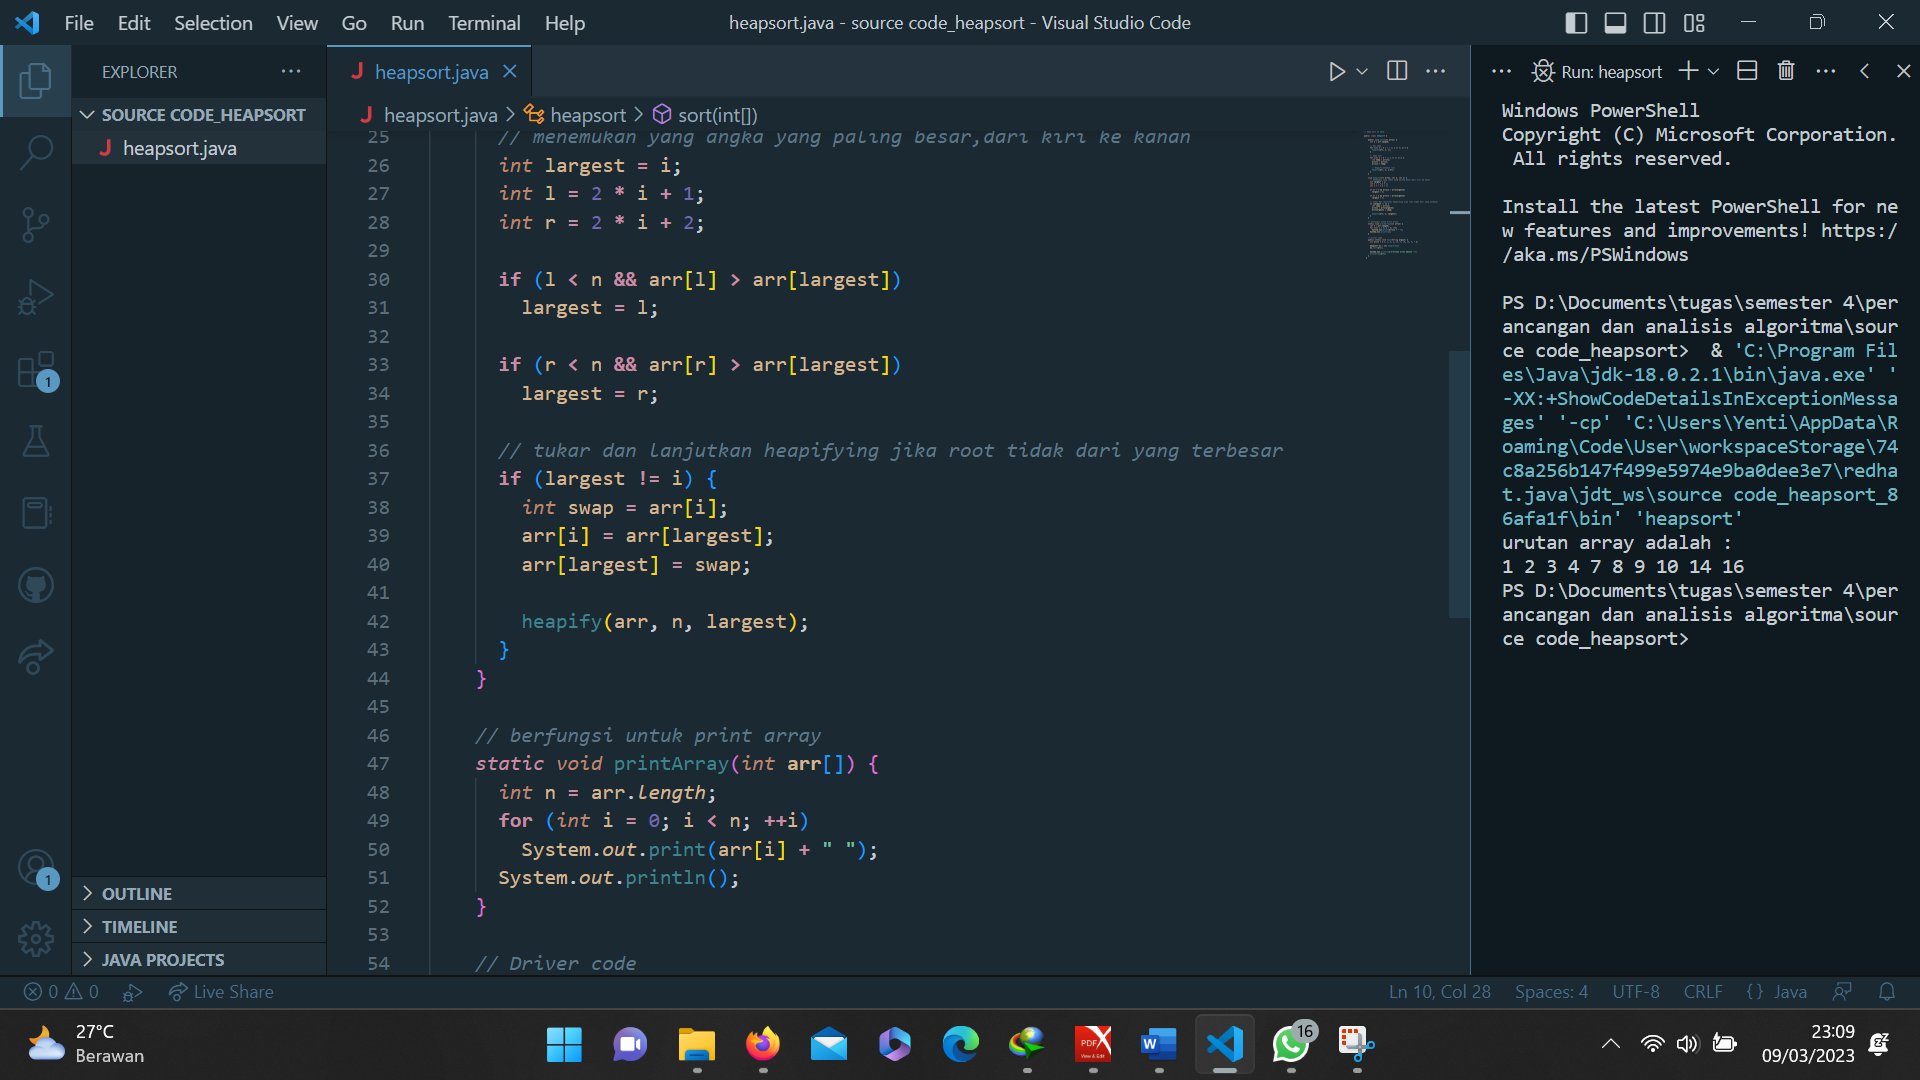 File Edit Selection View Go Run Terminal Help
heapsort.java - source code_heapsort - Visual Studio Code
EXPLORER
SOURCE CODE_HEAPSORT
heapsort.java
OUTLINE
TIMELINE
JAVA PROJECTS
1
1
heapsort.java
heapsort.java > heapsort > sort(int[])
25 // menemukan yang angka yang paling besar,dari kiri ke kanan
26 int largest = i;
27 int l = 2 * i + 1;
28 int r = 2 * i + 2;
29
30 if (l < n && arr[l] > arr[largest])
31 largest = l;
32
33 if (r < n && arr[r] > arr[largest])
34 largest = r;
35
36 // tukar dan lanjutkan heapifying jika root tidak dari yang terbesar
37 if (largest != i) {
38 int swap = arr[i];
39 arr[i] = arr[largest];
40 arr[largest] = swap;
41
42 heapify(arr, n, largest);
43 }
44 }
45
46 // berfungsi untuk print array
47 static void printArray(int arr[]) {
48 int n = arr.length;
49 for (int i = 0; i < n; ++i)
50 System.out.print(arr[i] + " ");
51 System.out.println();
52 }
53
54 // Driver code
Run: heapsort
Windows PowerShell
Copyright (C) Microsoft Corporation.
All rights reserved.
Install the latest PowerShell for ne
w features and improvements! https:/
/aka.ms/PSWindows
PS D:\Documents\tugas\semester 4\per
ancangan dan analisis algoritma\sour
ce code_heapsort>  & 'C:\Program Fil
es\Java\jdk-18.0.2.1\bin\java.exe' '
-XX:+ShowCodeDetailsInExceptionMessa
ges' '-cp' 'C:\Users\Yenti\AppData\R
oaming\Code\User\workspaceStorage\74
c8a256b147f499e5974e9ba0dee3e7\redha
t.java\jdt_ws\source code_heapsort_8
6afa1f\bin' 'heapsort'
urutan array adalah :
1 2 3 4 7 8 9 10 14 16
PS D:\Documents\tugas\semester 4\per
ancangan dan analisis algoritma\sour
ce code_heapsort>
0 0 Live Share
Ln 10, Col 28 Spaces: 4 UTF-8 CRLF {} Java
27°C
Berawan
PDF
View & Edit
W
16
23:09
09/03/2023